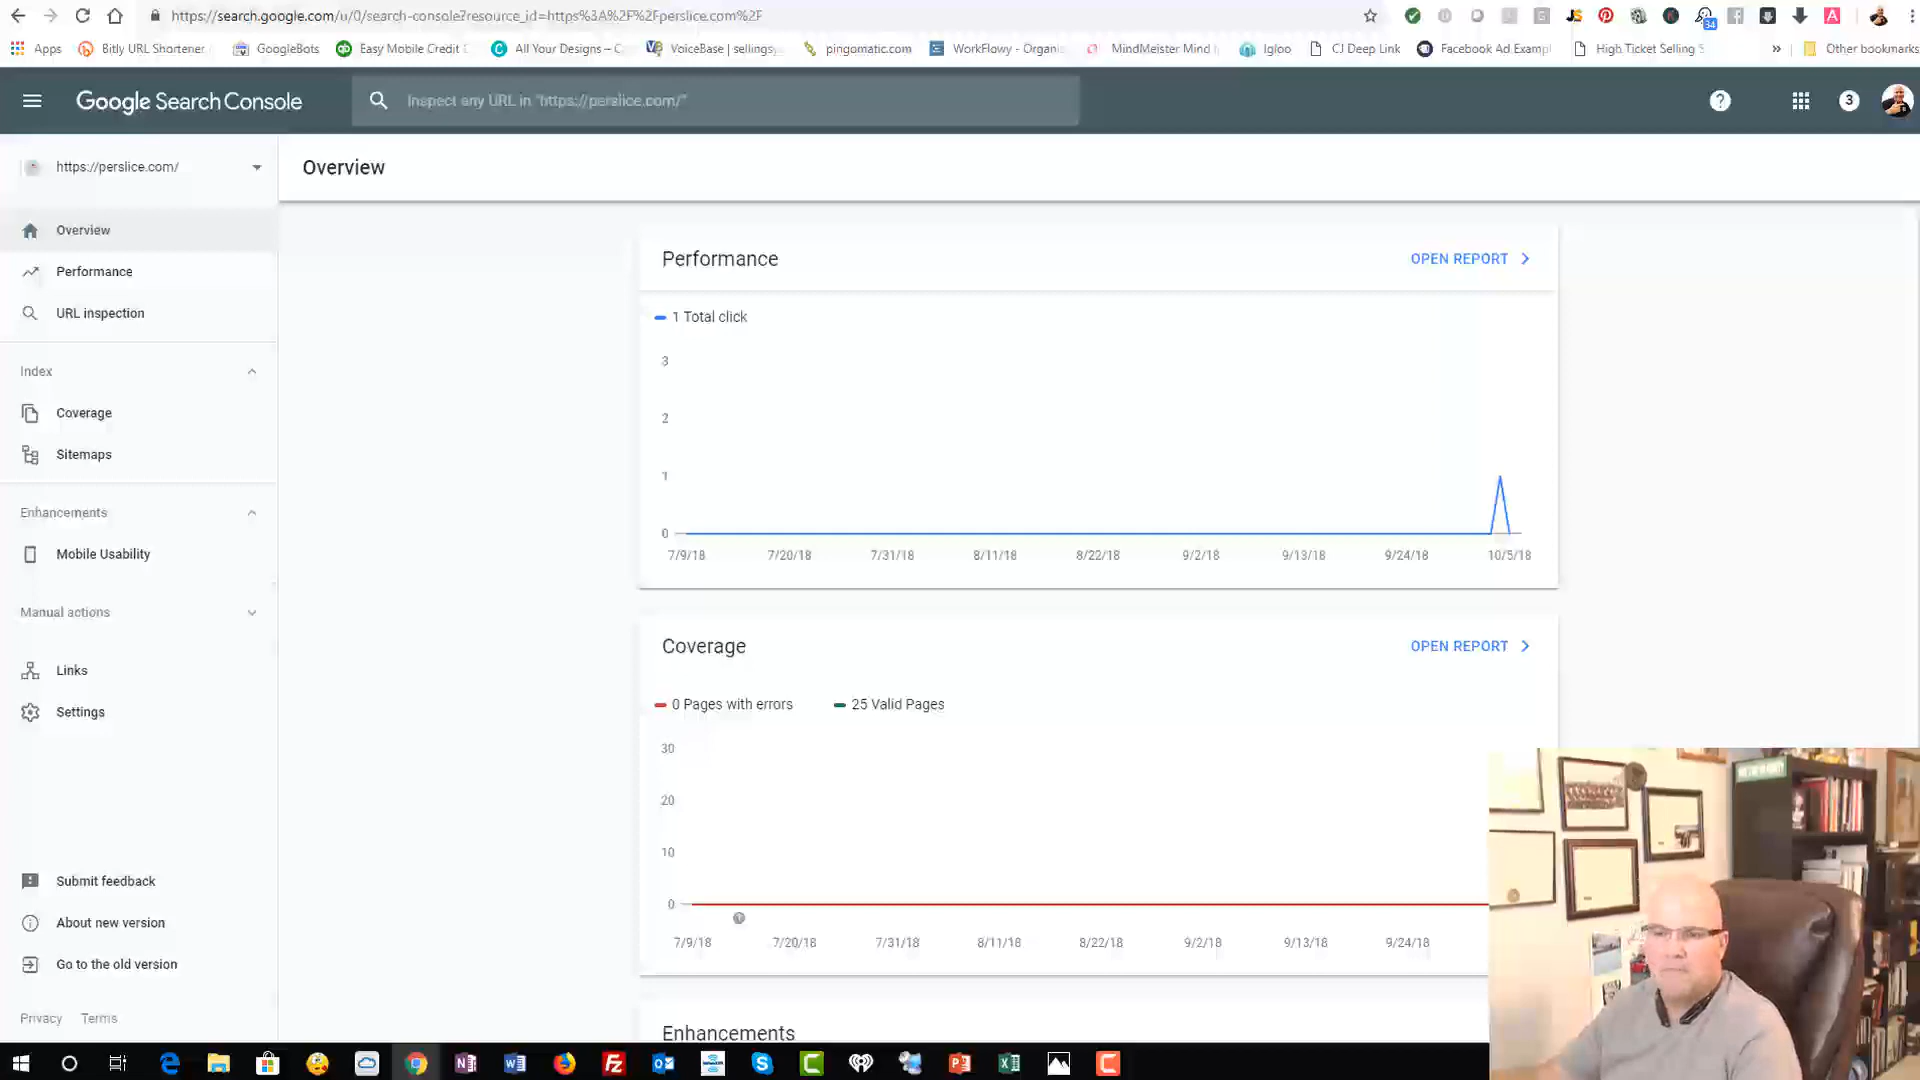 https://search.google.com/u/0/search-console?resource_id=https%3A%2F%2Fperslice.com%2F
34
Apps
Bitly URL Shortener
GoogleBots
Easy Mobile Credit
All Your Designs – C
VoiceBase | sellingsy
pingomatic.com
WorkFlowy - Organiz
MindMeister Mind
Igloo
CJ Deep Link
Facebook Ad Exampl
High Ticket Selling S
»
Other bookmarks
Google Search Console
Inspect any URL in "https://perslice.com/"
3
https://perslice.com/
Overview
Overview
Performance
URL inspection
Index
Coverage
Sitemaps
Enhancements
Mobile Usability
Manual actions
Links
Settings
Submit feedback
About new version
Go to the old version
Privacy
Terms
Performance
OPEN REPORT
1 Total click
3
2
1
0
7/9/18
7/20/18
7/31/18
8/11/18
8/22/18
9/2/18
9/13/18
9/24/18
10/5/18
Coverage
OPEN REPORT
0 Pages with errors
25 Valid Pages
30
20
10
0
7/9/18
7/20/18
7/31/18
8/11/18
8/22/18
9/2/18
9/13/18
9/24/18
Enhancements